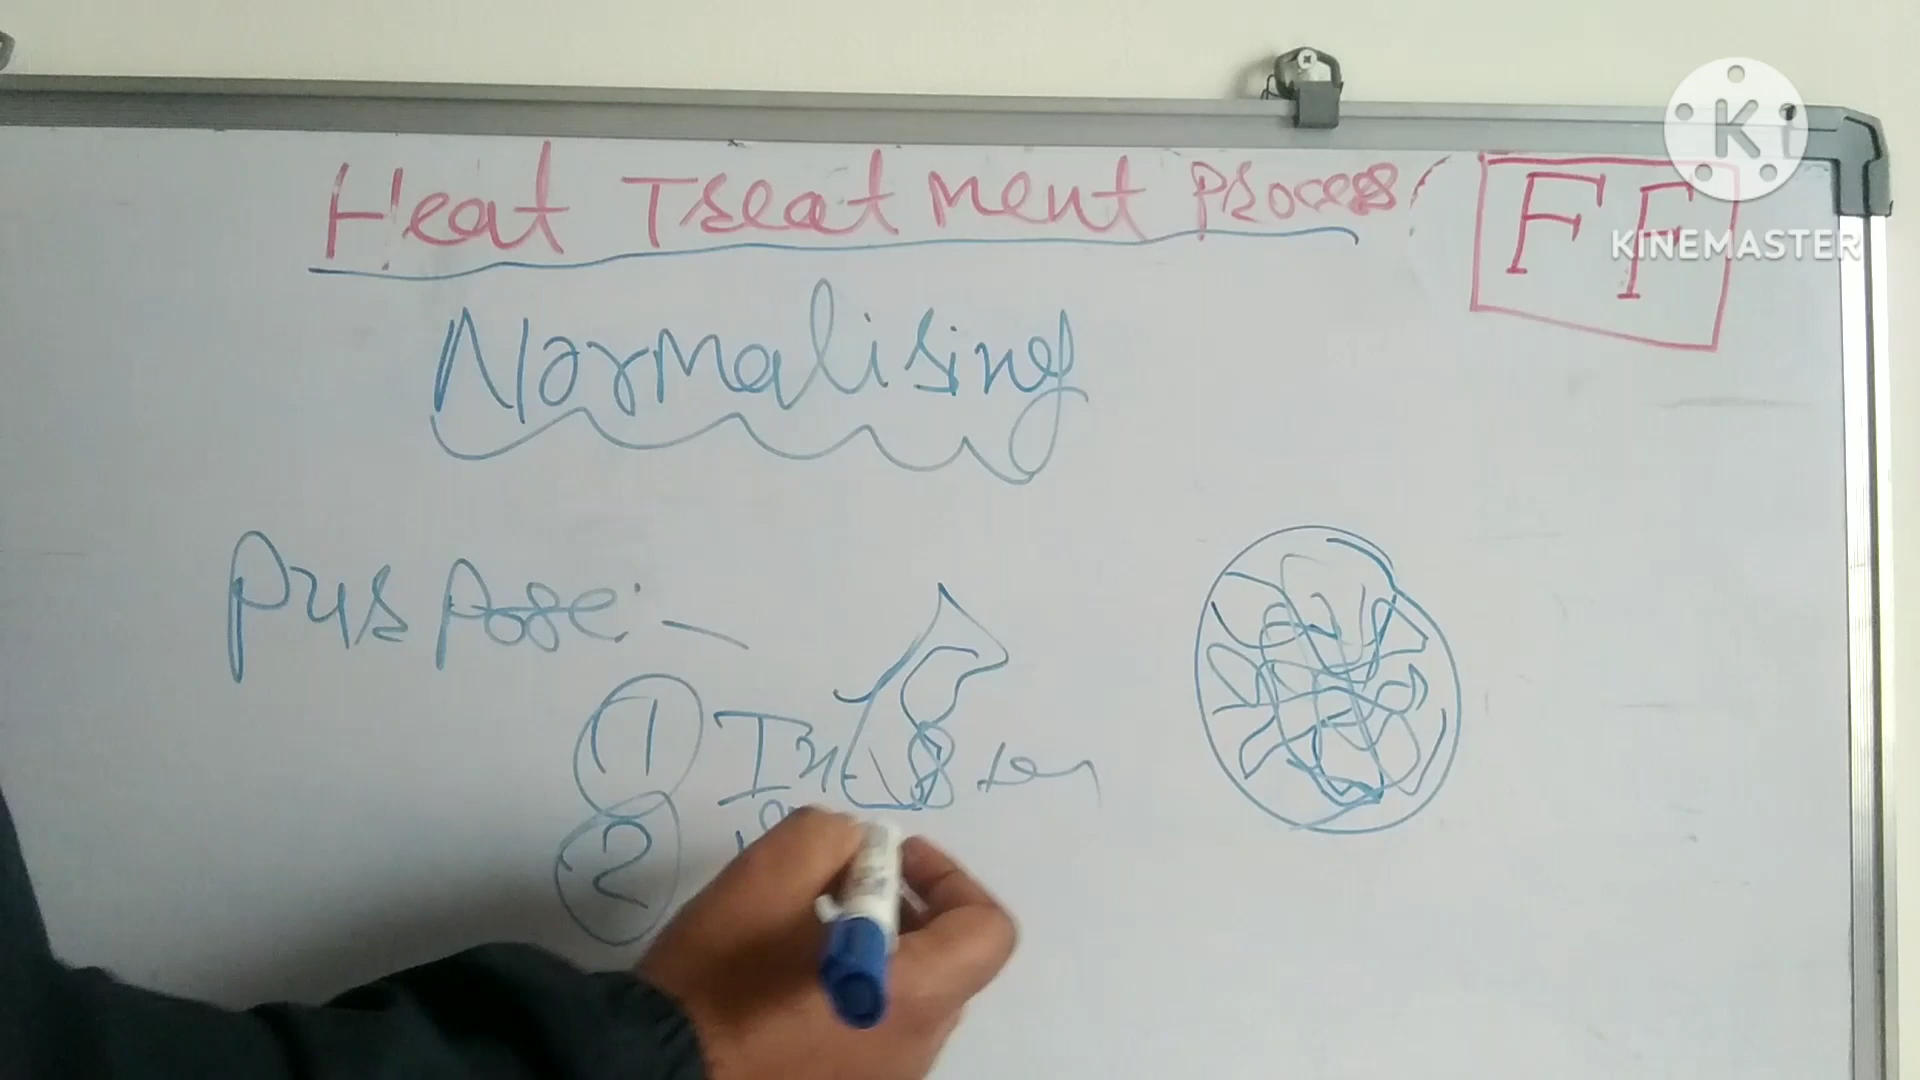 Heat Treatment Process
FF
K
KINEMASTER
Normalising
Purpose:-
1
2